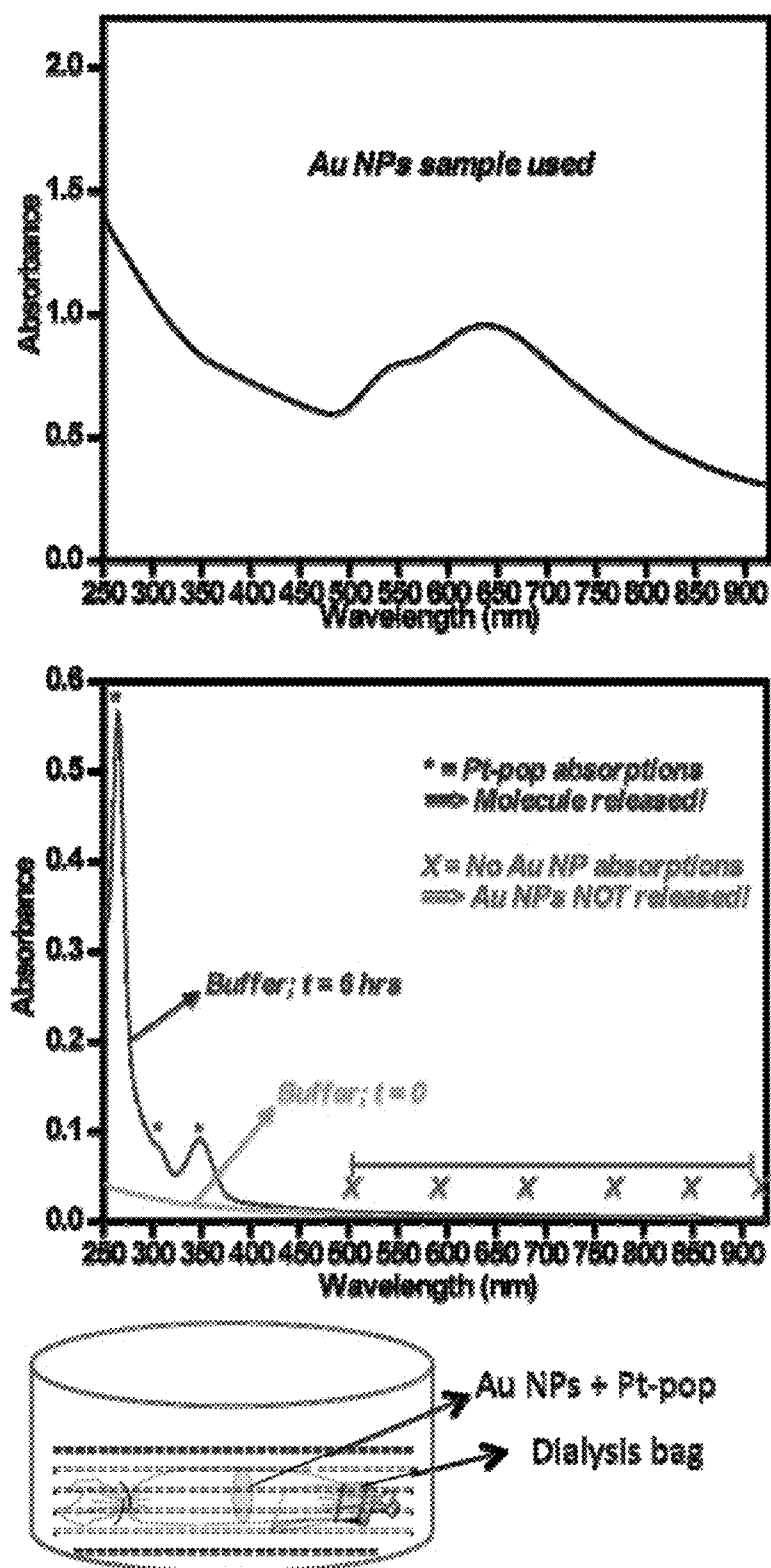 2.0
1.5
1.0
0.5
0.0
Absorbance
Au NPs sample used
250 300 350 400 450 500 550 600 650 700 750 800 850 900
Wavelength (nm)
0.6
0.5
0.4
0.3
0.2
0.1
0.0
Absorbance
*
* = Pt-pop absorptions
=> Molecule released!
X = No Au NP absorptions
=> Au NPs NOT released!
Buffer; t = 6 hrs
Buffer; t = 0
* *
X X X X X X
250 300 350 400 450 500 550 600 650 700 750 800 850 900
Wavelength (nm)
Au NPs + Pt-pop
Dialysis bag